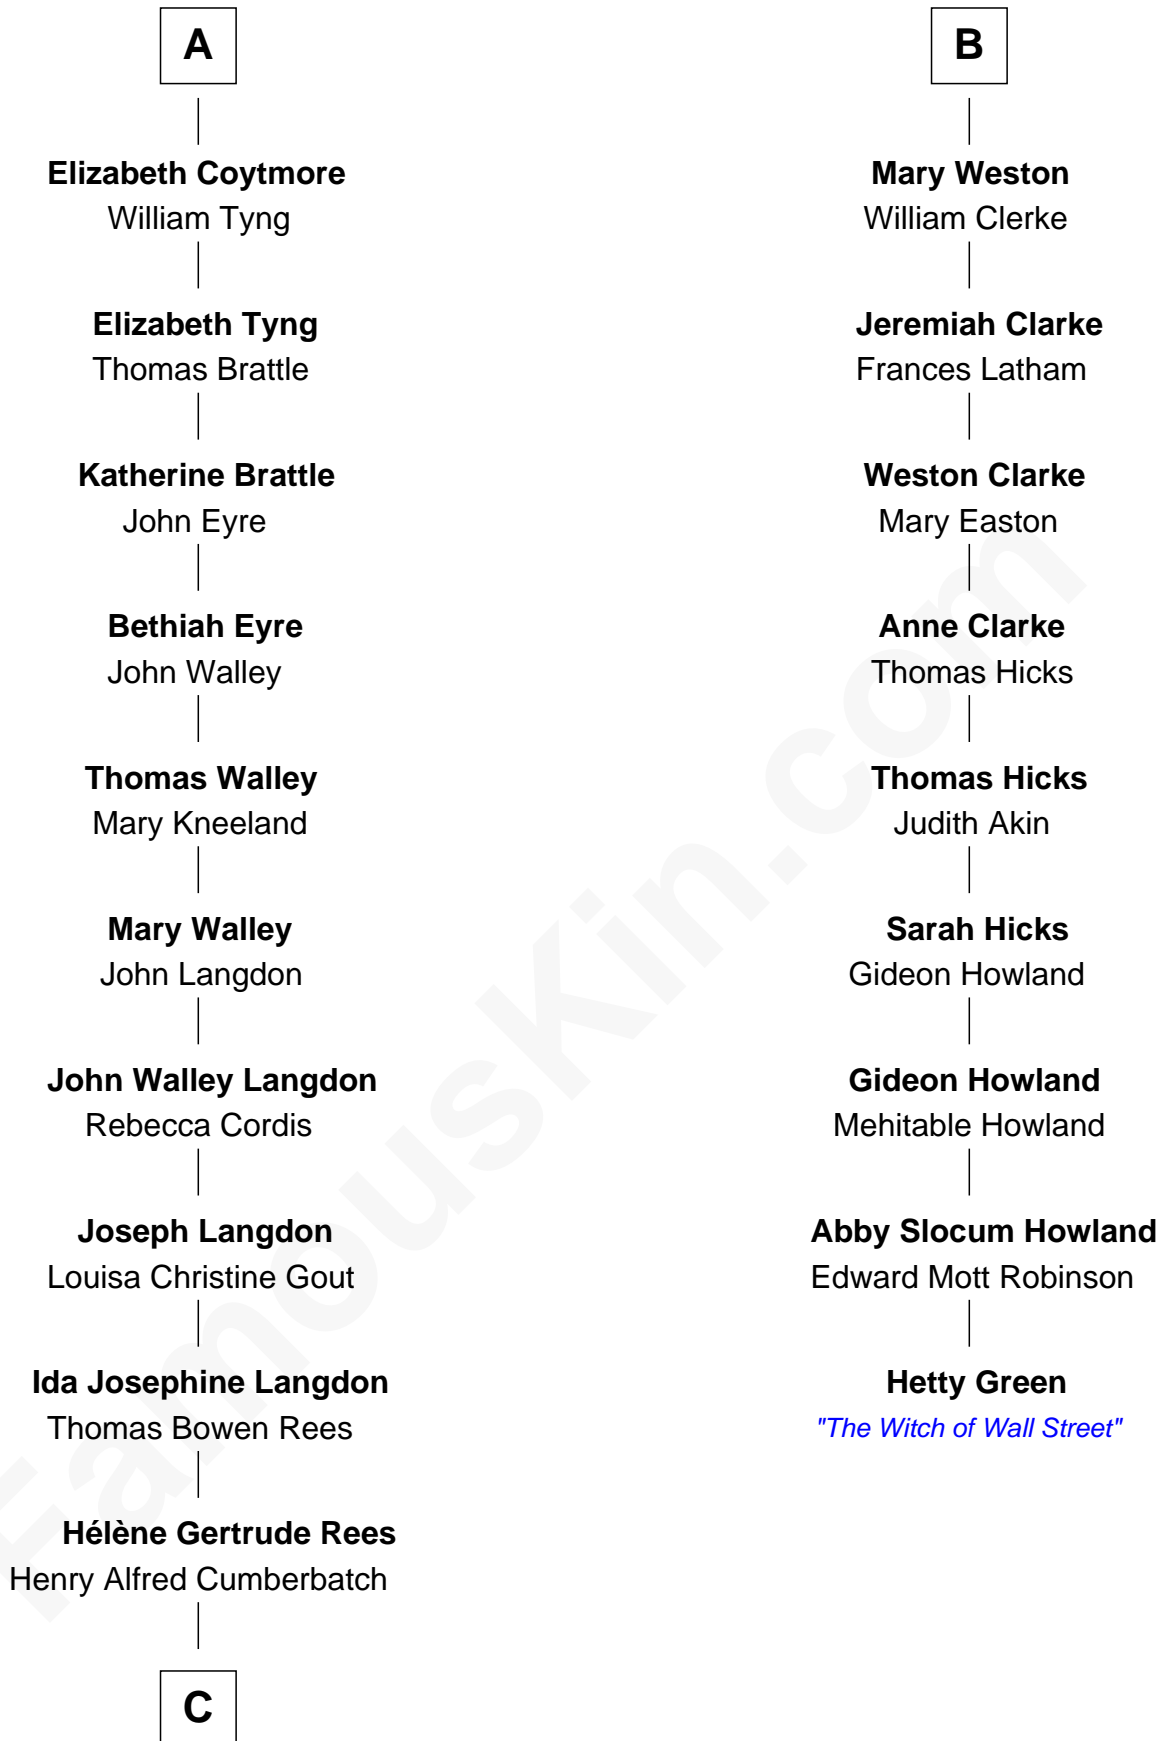 A
Elizabeth Coytmore
William Tyng
Elizabeth Tyng
Thomas Brattle
Katherine Brattle
John Eyre
Bethiah Eyre
John Walley
Thomas Walley
Mary Kneeland
Mary Walley
John Langdon
John Walley Langdon
Rebecca Cordis
Joseph Langdon
Louisa Christine Gout
Ida Josephine Langdon
Thomas Bowen Rees
Hélène Gertrude Rees
Henry Alfred Cumberbatch
C
B
Mary Weston
William Clerke
Jeremiah Clarke
Frances Latham
Weston Clarke
Mary Easton
Anne Clarke
Thomas Hicks
Thomas Hicks
Judith Akin
Sarah Hicks
Gideon Howland
Gideon Howland
Mehitable Howland
Abby Slocum Howland
Edward Mott Robinson
Hetty Green
"The Witch of Wall Street"
FamousKin.com